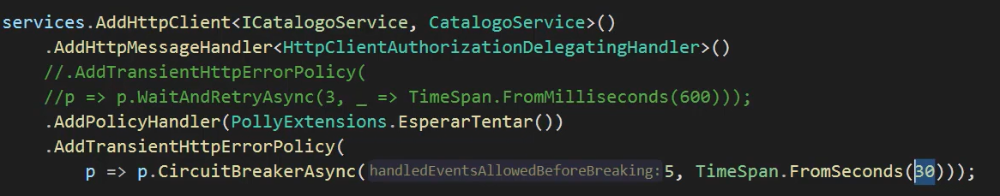 services.AddHttpClient<ICatalogoService, CatalogoService>()
.AddHttpMessageHandler<HttpClientAuthorizationDelegatingHandler>()
//.AddTransientHttpErrorPolicy(
//p => p.WaitAndRetryAsync(3, _ => TimeSpan.FromMilliseconds(600)));
.AddPolicyHandler(PollyExtensions.EsperarTentar())
.AddTransientHttpErrorPolicy(
p => p.CircuitBreakerAsync(handledEventsAllowedBeforeBreaking:5, TimeSpan.FromSeconds(30)));